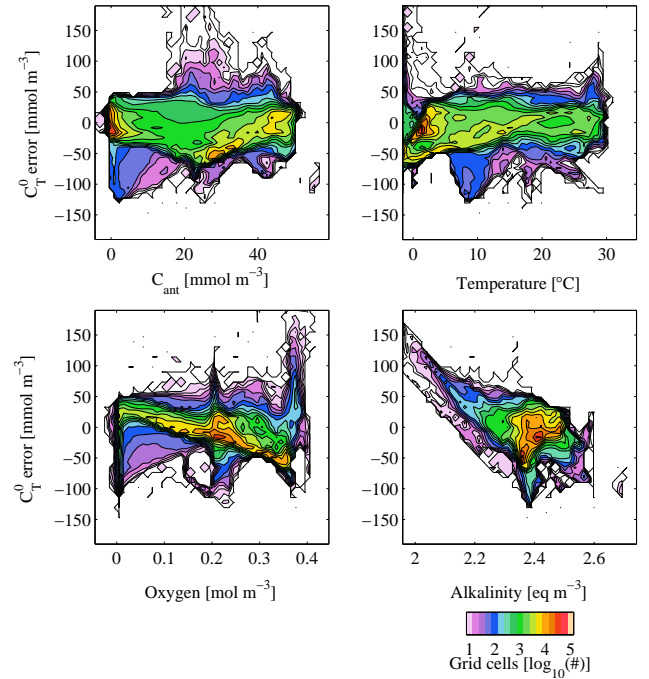 150
100
50
0
−50
−100
−150
C_T^0 error [mmol m^−3]
0 20 40
C_ant [mmol m^−3]
150
100
50
0
−50
−100
−150
0 10 20 30
Temperature [°C]
150
100
50
0
−50
−100
−150
C_T^0 error [mmol m^−3]
0 0.1 0.2 0.3 0.4
Oxygen [mol m^−3]
150
100
50
0
−50
−100
−150
2 2.2 2.4 2.6
Alkalinity [eq m^−3]
1 2 3 4 5
Grid cells [log_10(#)]